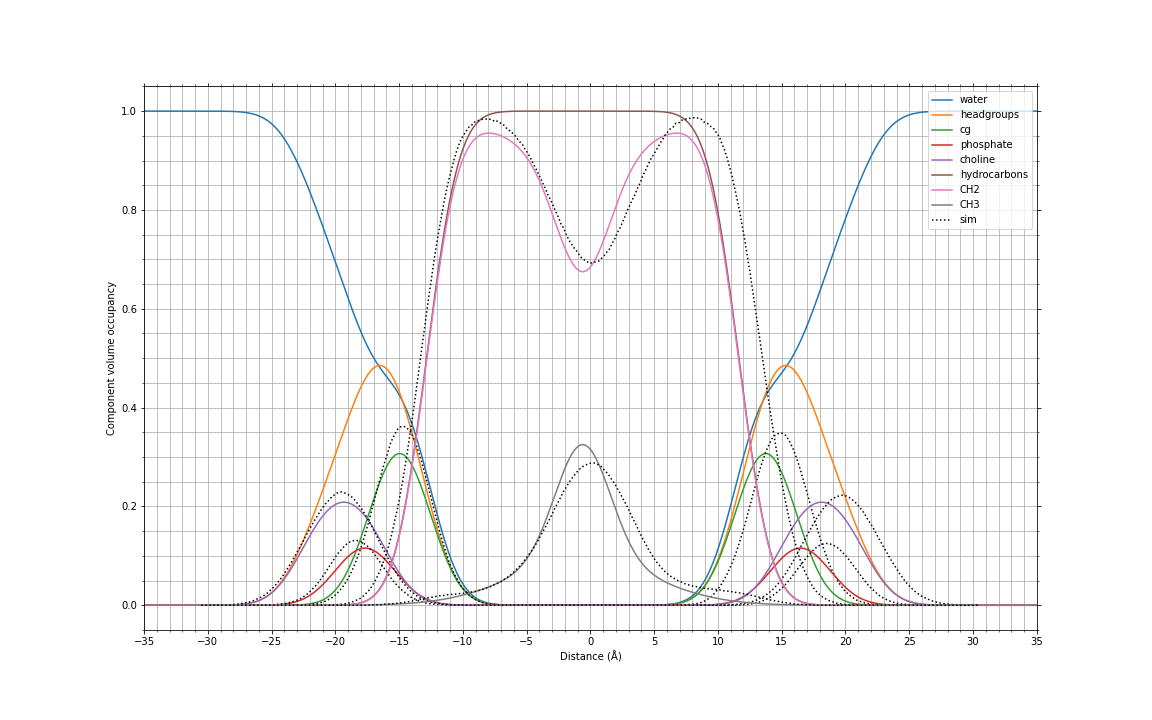 1.0
0.8
0.6
0.4
0.2
0.0
Component volume occupancy
−35 −30 −25 −20 −15 −10 −5 0 5 10 15 20 25 30 35
Distance (Å)
water
headgroups
cg
phosphate
choline
hydrocarbons
CH2
CH3
sim